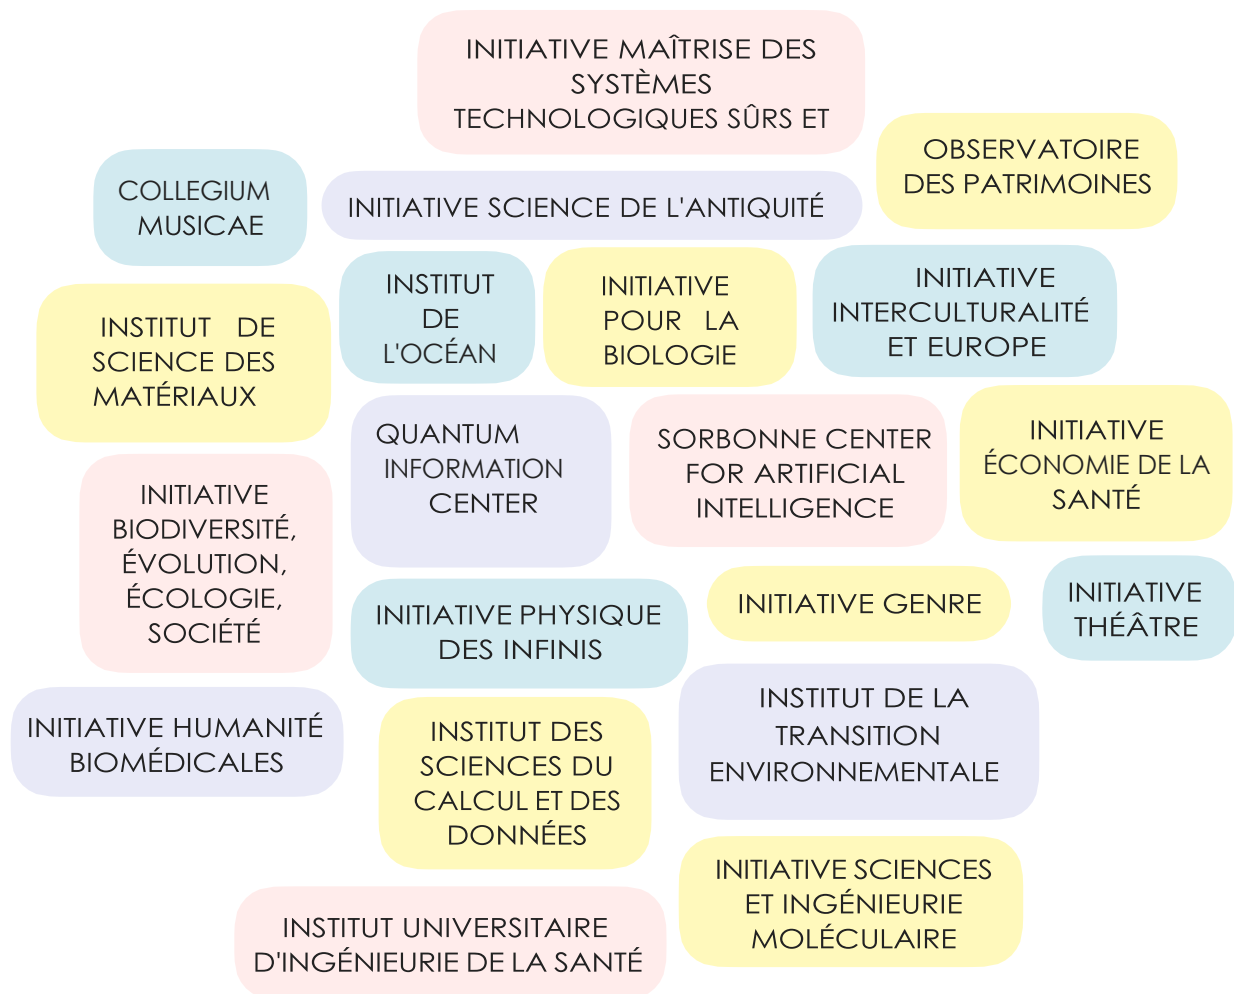 INITIATIVE MAÎTRISE DES
SYSTÈMES
TECHNOLOGIQUES SÛRS ET
OBSERVATOIRE
DES PATRIMOINES
COLLEGIUM
MUSICAE
INITIATIVE SCIENCE DE L'ANTIQUITÉ
INSTITUT
DE
L'OCÉAN
INITIATIVE
POUR LA
BIOLOGIE
INITIATIVE
INTERCULTURALITÉ
ET EUROPE
INSTITUT DE
SCIENCE DES
MATÉRIAUX
QUANTUM
INFORMATION
CENTER
SORBONNE CENTER
FOR ARTIFICIAL
INTELLIGENCE
INITIATIVE
ÉCONOMIE DE LA
SANTÉ
INITIATIVE
BIODIVERSITÉ,
ÉVOLUTION,
ÉCOLOGIE,
SOCIÉTÉ
INITIATIVE PHYSIQUE
DES INFINIS
INITIATIVE GENRE
INITIATIVE
THÉÂTRE
INITIATIVE HUMANITÉ
BIOMÉDICALES
INSTITUT DES
SCIENCES DU
CALCUL ET DES
DONNÉES
INSTITUT DE LA
TRANSITION
ENVIRONNEMENTALE
INITIATIVE SCIENCES
ET INGÉNIEURIE
MOLÉCULAIRE
INSTITUT UNIVERSITAIRE
D'INGÉNIEURIE DE LA SANTÉ